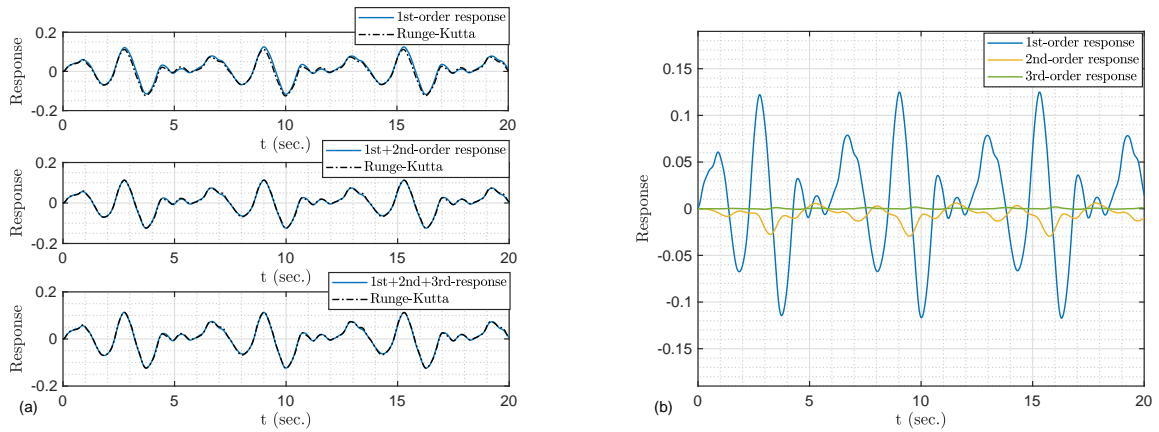 1st-order response
Runge-Kutta
0.2
0
-0.2
Response
0 5 10 15 20
t (sec.)
1st+2nd-order response
Runge-Kutta
0.2
0
-0.2
Response
0 5 10 15 20
t (sec.)
1st+2nd+3rd-response
Runge-Kutta
0.2
0
-0.2
Response
0 5 10 15 20
t (sec.)
(a)
1st-order response
2nd-order response
3rd-order response
0.15
0.1
0.05
0
-0.05
-0.1
-0.15
Response
0 5 10 15 20
t (sec.)
(b)